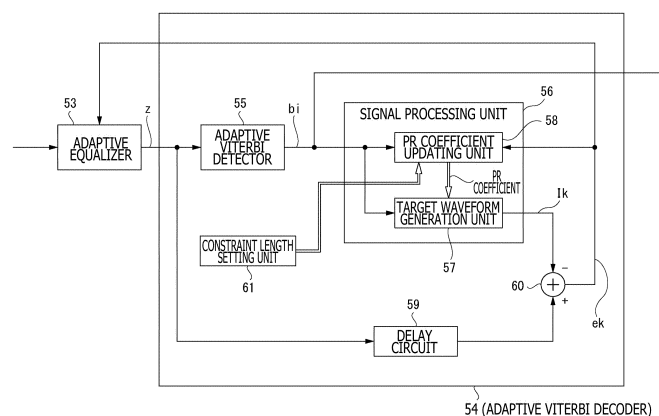 53
ADAPTIVE
EQUALIZER
z
55
ADAPTIVE
VITERBI
DETECTOR
bi
56
SIGNAL PROCESSING UNIT
58
PR COEFFICIENT
UPDATING UNIT
PR
COEFFICIENT
TARGET WAVEFORM
GENERATION UNIT
57
Ik
CONSTRAINT LENGTH
SETTING UNIT
61
60
−
+
+
ek
59
DELAY
CIRCUIT
54 (ADAPTIVE VITERBI DECODER)